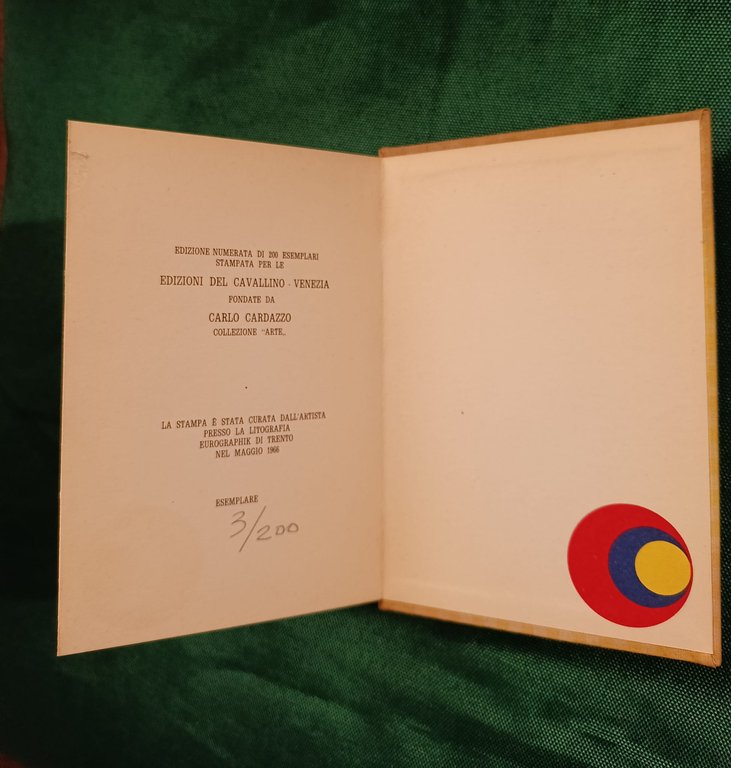 EDIZIONE NUMERATA DI 200 ESEMPLARI
STAMPATA PER LE
EDIZIONI DEL CAVALLINO - VENEZIA
FONDATE DA
CARLO CARDAZZO
COLLEZIONE "ARTE„
LA STAMPA È STATA CURATA DALL'ARTISTA
PRESSO LA LITOGRAFIA
EUROGRAPHIK DI TRENTO
NEL MAGGIO 1966
ESEMPLARE
3/200